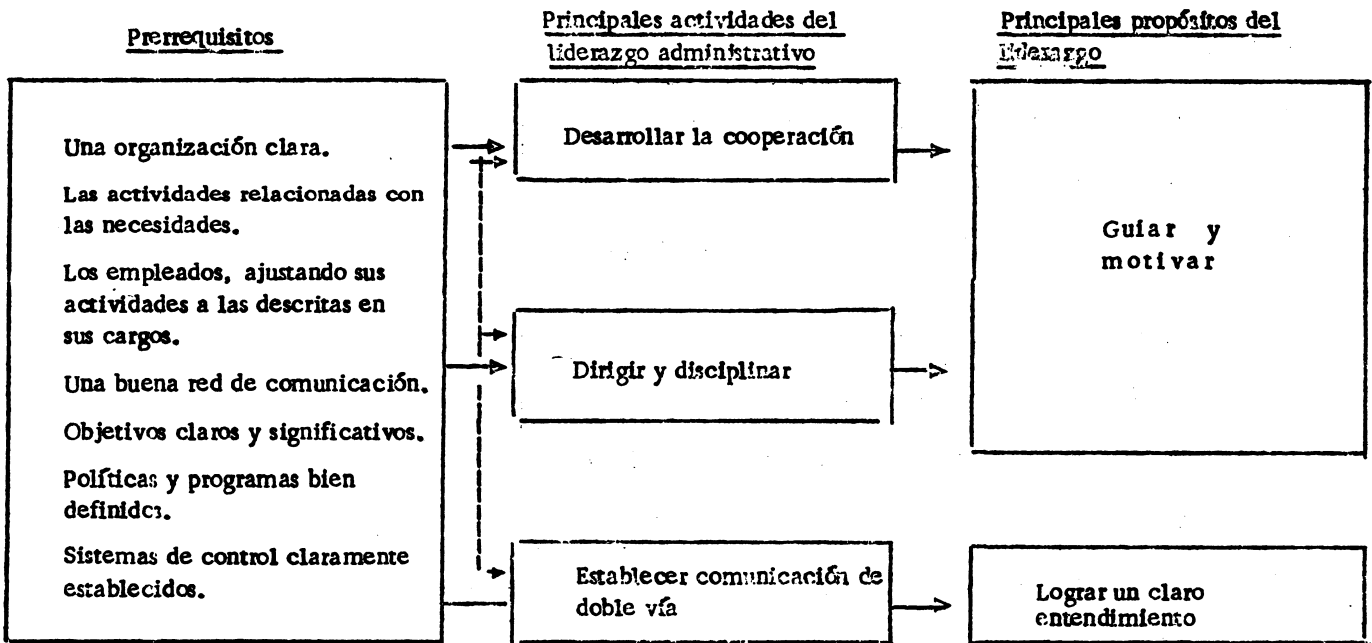 Prerrequisitos
Principales actividades del
liderazgo administrativo
Principales propósitos del
Una organización clara.
Las actividades relacionadas con
las necesidades.
Los empleados, ajustando sus
actividades a las descritas en
sus cargos.
Una buena red de comunicación.
Objetivos claros y significativos.
Políticas y programas bien
Sistemas de control claramente
establecidos.
Desarrollar la cooperación
Dirigir y disciplinar
Establecer comunicación de
doble vía
Guiar y
motivar
Lograr un claro
entendimiento